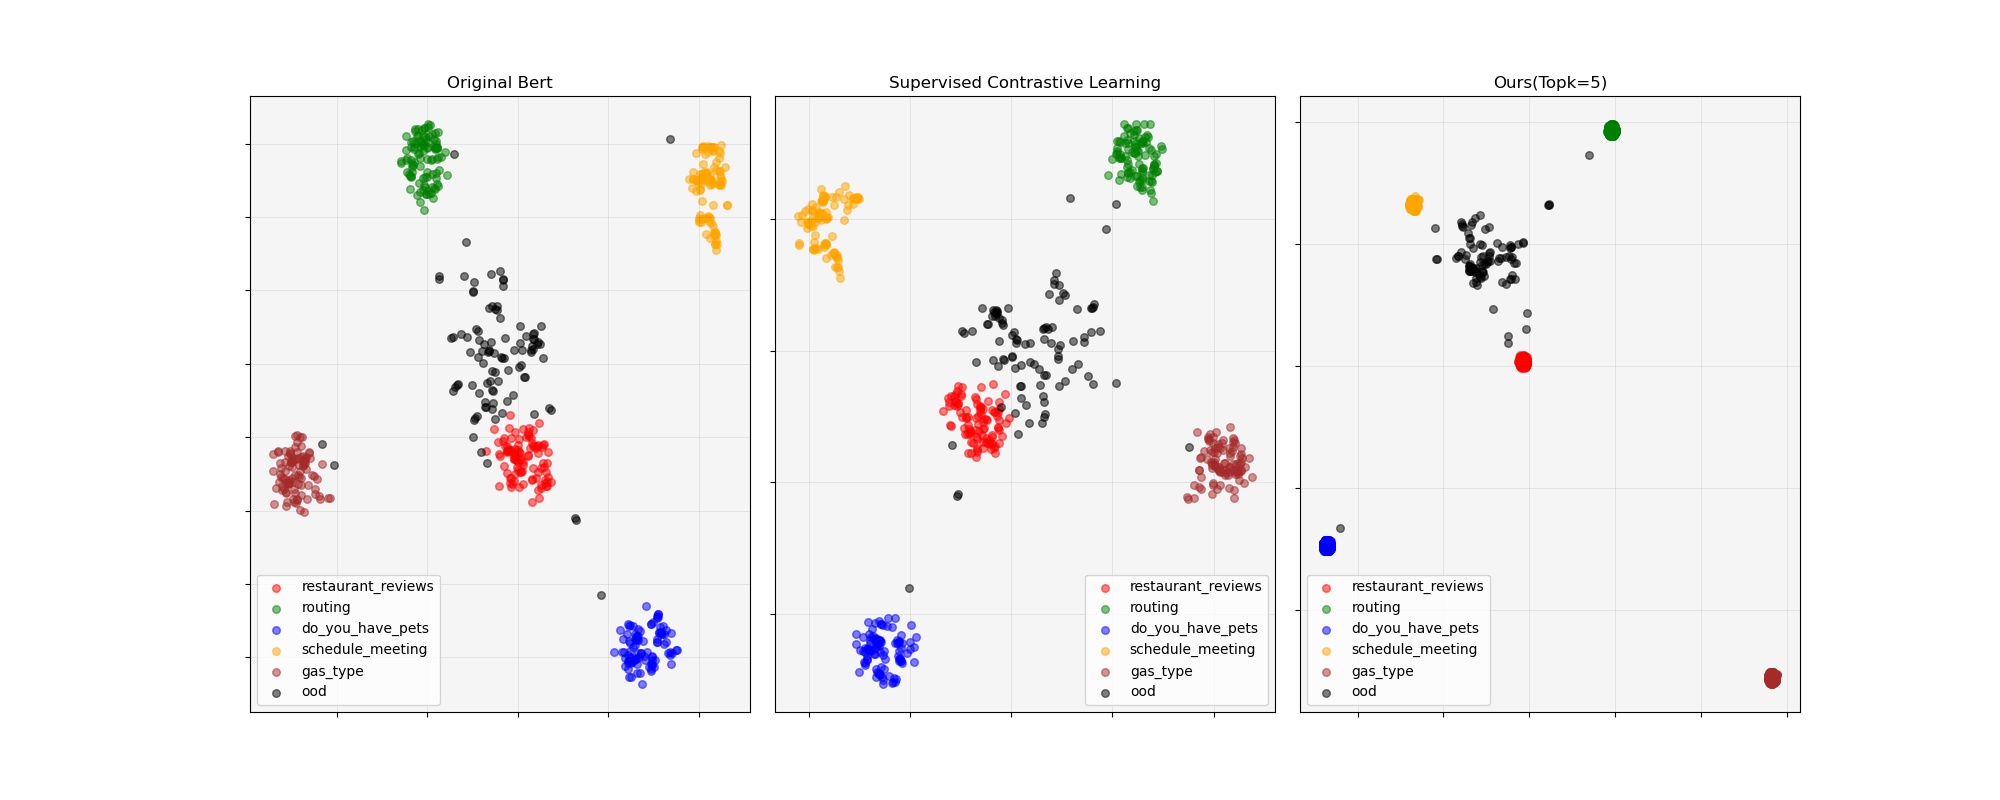 Original Bert
restaurant_reviews
routing
do_you_have_pets
schedule_meeting
gas_type
ood
Supervised Contrastive Learning
restaurant_reviews
routing
do_you_have_pets
schedule_meeting
gas_type
ood
Ours(Topk=5)
restaurant_reviews
routing
do_you_have_pets
schedule_meeting
gas_type
ood